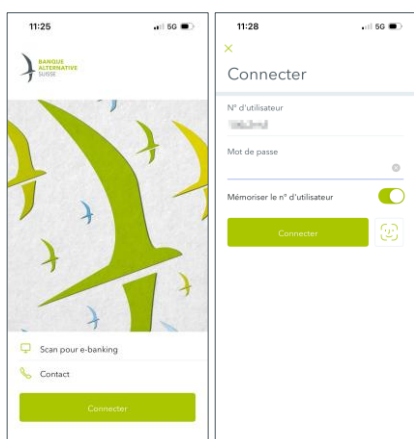 11:25
5G
BANQUE
ALTERNATIVE
SUISSE
Scan pour e-banking
Contact
Connecter
11:28
5G
Connecter
N° d'utilisateur
Mot de passe
Mémoriser le n° d'utilisateur
Connecter